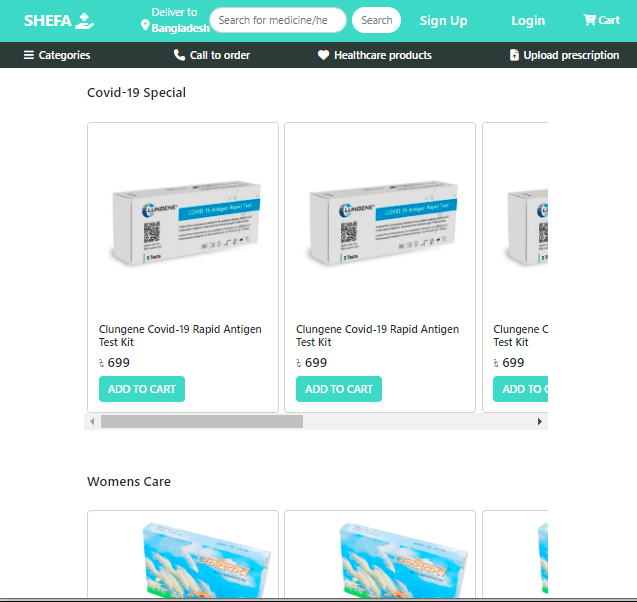 SHEFA
Deliver to
Bangladesh
Search for medicine/he
Search
Sign Up
Login
Cart
Categories
Call to order
Healthcare products
Upload prescription
Covid-19 Special
CLUNGENE
COVID-19 Antigen Rapid Test
CLUNGENE
COVID-19 Antigen Rapid Test
Clungene Covid-19 Rapid Antigen
Test Kit
৳ 699
ADD TO CART
Clungene Covid-19 Rapid Antigen
Test Kit
৳ 699
ADD TO CART
Clungene C
Test Kit
৳ 699
ADD TO C
Womens Care